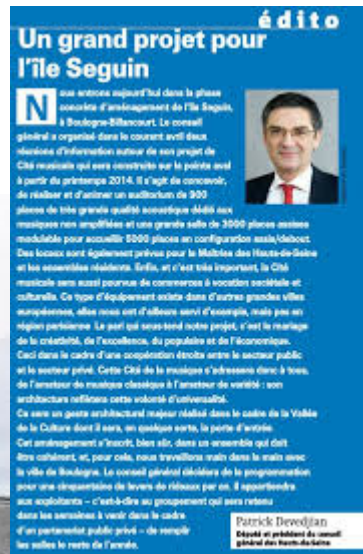 édito
Un grand projet pour
l'île Seguin
Nous entrons aujourd'hui dans la phase
concrète d'aménagement de l'île Seguin,
à Boulogne-Billancourt. Le conseil
général a organisé dans le courant avril deux
réunions d'information autour de son projet de
Cité musicale qui sera construite sur la pointe aval
à partir du printemps 2014. Il s'agit de concevoir,
de réaliser et d'animer un auditorium de 900
places de très grande qualité acoustique dédié aux
musiques non amplifiées et une grande salle de 3000 places assises
modulable pour accueillir 5000 places en configuration assis/debout.
Des locaux sont également prévus pour la Maîtrise des Hauts-de-Seine
et les ensembles résidents. Enfin, et c'est très important, la Cité
musicale sera aussi pourvue de commerces à vocation sociétale et
culturelle. Ce type d'équipement existe dans d'autres grandes villes
européennes, elles nous ont d'ailleurs servi d'exemple, mais pas en
région parisienne. Le pari qui sous-tend notre projet, c'est le mariage
de la créativité, de l'excellence, du populaire et de l'économique.
Ceci dans le cadre d'une coopération étroite entre le secteur public
et le secteur privé. Cette Cité de la musique s'adressera donc à tous,
de l'amateur de musique classique à l'amateur de variété : son
architecture reflétera cette volonté d'universalité.
Ce sera un geste architectural majeur réalisé dans le cadre de la Vallée
de la Culture dont il sera, en quelque sorte, la porte d'entrée.
Cet aménagement s'inscrit, bien sûr, dans un ensemble qui doit
être cohérent, et, pour cela, nous travaillons main dans la main avec
la ville de Boulogne. Le conseil général décidera de la programmation
pour une cinquantaine de levers de rideaux par an. Il appartiendra
aux exploitants – c'est-à-dire au groupement qui sera retenu
dans les semaines à venir dans le cadre
d'un partenariat public privé – de remplir
les salles le reste de l'année.
Patrick Devedjian
Député et président du conseil
général des Hauts-de-Seine